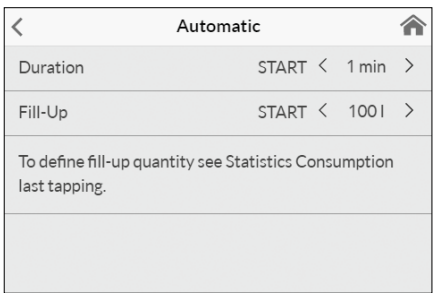 Automatic
Duration START < 1 min >
Fill-Up START < 100 l >
To define fill-up quantity see Statistics Consumption
last tapping.